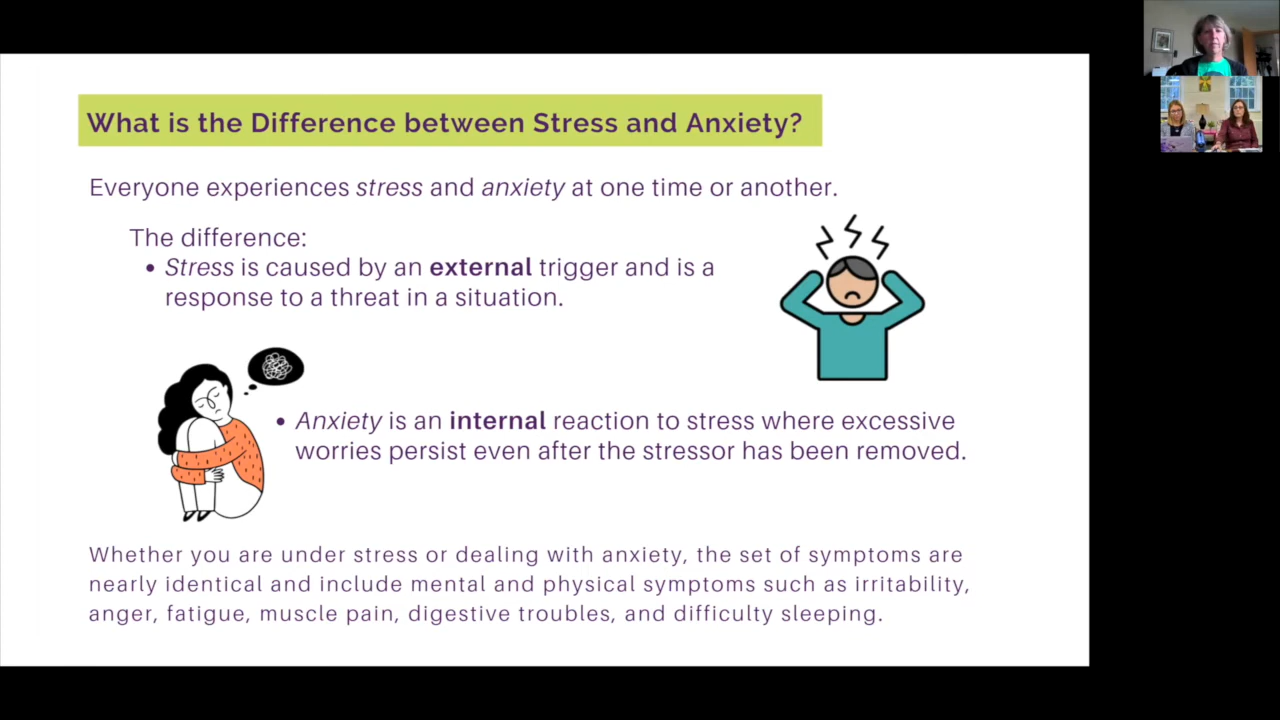 What is the Difference between Stress and Anxiety?
Everyone experiences stress and anxiety at one time or another.
The difference:
• Stress is caused by an external trigger and is a
response to a threat in a situation.
• Anxiety is an internal reaction to stress where excessive
worries persist even after the stressor has been removed.
Whether you are under stress or dealing with anxiety, the set of symptoms are
nearly identical and include mental and physical symptoms such as irritability,
anger, fatigue, muscle pain, digestive troubles, and difficulty sleeping.